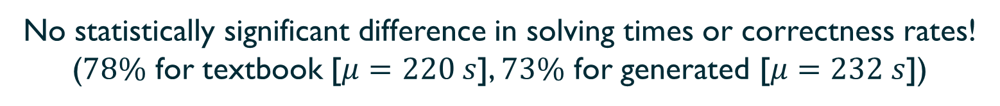 No statistically significant difference in solving times or correctness rates!
(78% for textbook [μ = 220 s], 73% for generated [μ = 232 s])